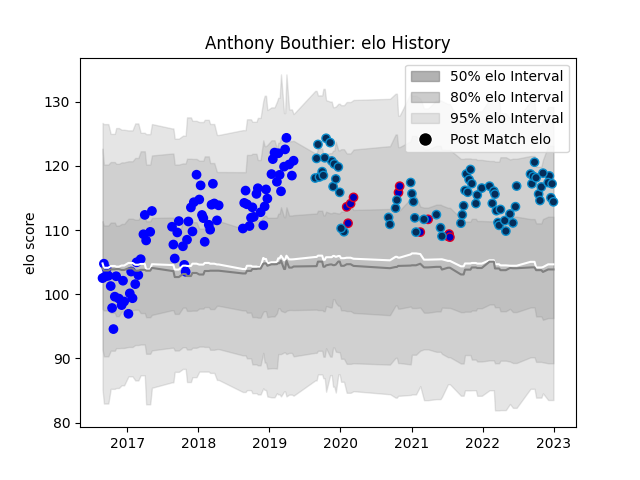 Anthony Bouthier: elo History
50% elo Interval
80% elo Interval
95% elo Interval
Post Match elo
elo score
130
120
110
100
90
80
2017 2018 2019 2020 2021 2022 2023